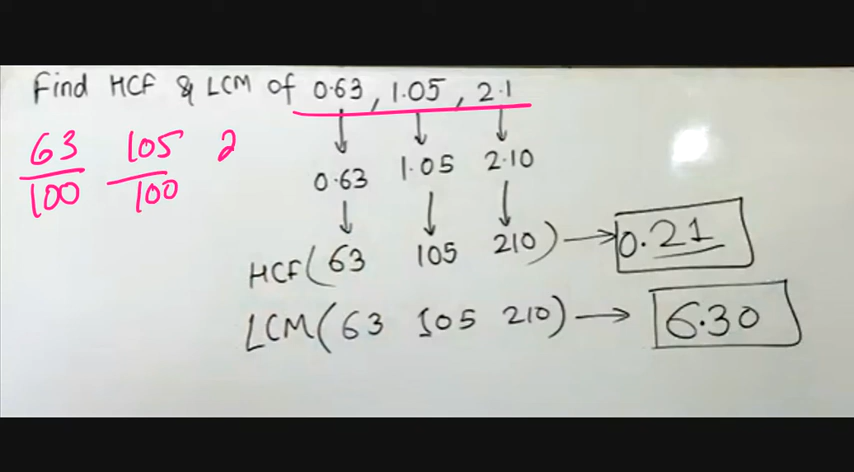 Find HCF & LCM of 0.63, 1.05, 2.1
63/100 105/100 2
0.63 1.05 2.10
HCF(63 105 210) → 0.21
LCM(63 105 210) → 6.30